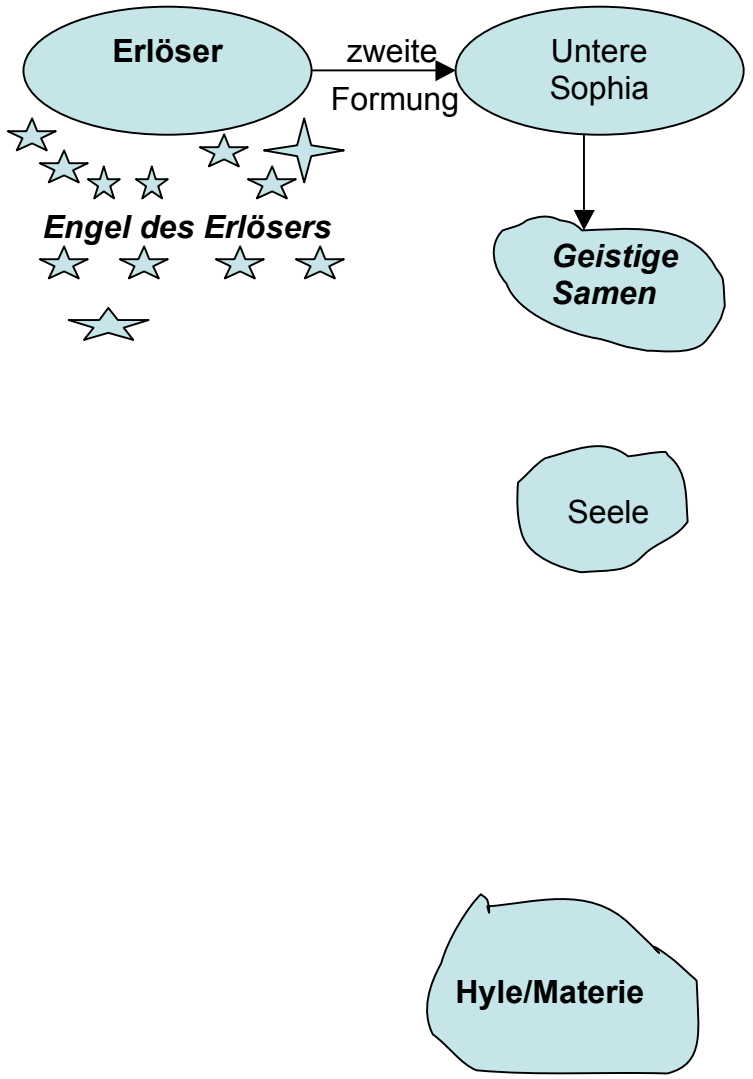 Erlöser
zweite
Formung
Untere
Sophia
Engel des Erlösers
Geistige
Samen
Seele
Hyle/Materie